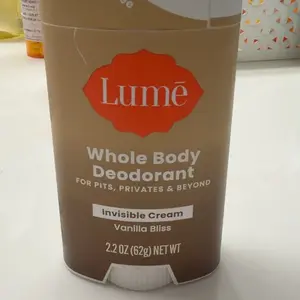 Lumē
Whole Body
Deodorant
FOR PITS, PRIVATES & BEYOND
Invisible Cream
Vanilla Bliss
2.2 OZ (62g) NET WT